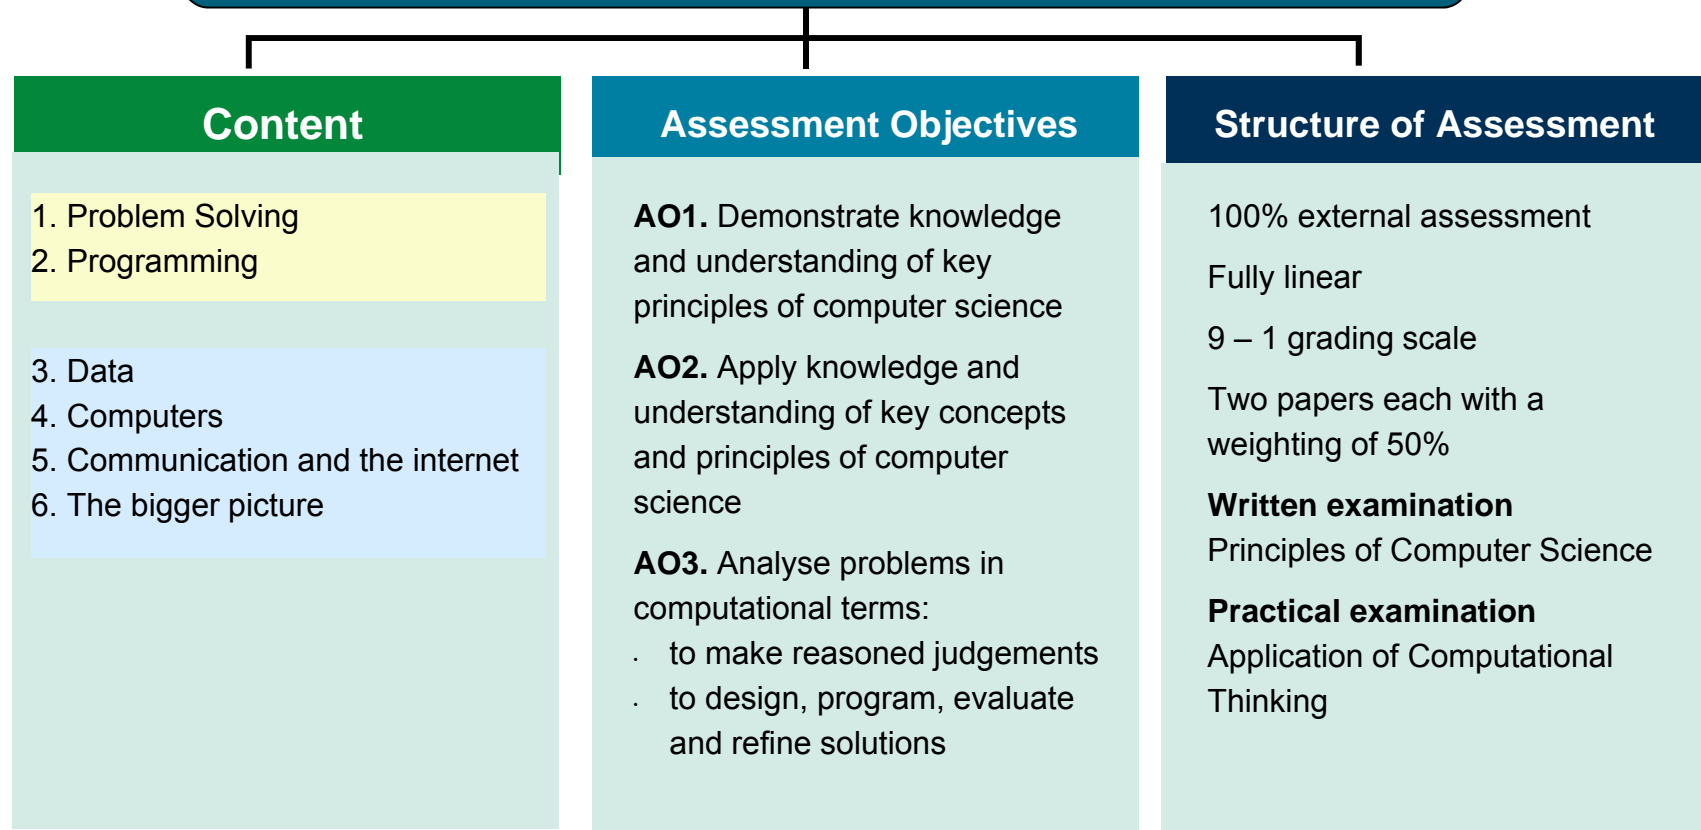 Content
1. Problem Solving
2. Programming
3. Data
4. Computers
5. Communication and the internet
6. The bigger picture
Assessment Objectives
AO1. Demonstrate knowledge
and understanding of key
principles of computer science
AO2. Apply knowledge and
understanding of key concepts
and principles of computer
science
AO3. Analyse problems in
computational terms:
· to make reasoned judgements
· to design, program, evaluate
and refine solutions
Structure of Assessment
100% external assessment
Fully linear
9 – 1 grading scale
Two papers each with a
weighting of 50%
Written examination
Principles of Computer Science
Practical examination
Application of Computational
Thinking